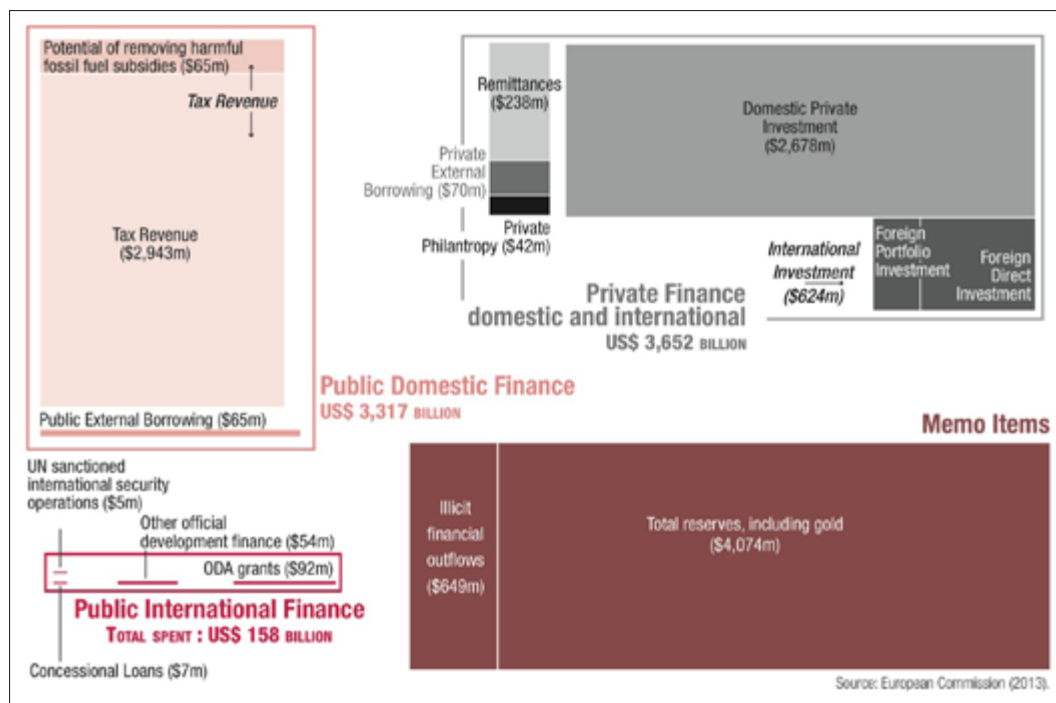 Potential of removing harmful
fossil fuel subsidies ($65m)
Tax Revenue
Tax Revenue
($2,943m)
Public External Borrowing ($65m)
Public Domestic Finance
US$ 3,317 BILLION
Remittances
($238m)
Private
External
Borrowing ($70m)
Private
Philantropy ($42m)
Domestic Private
Investment
($2,678m)
International
Investment
($624m)
Foreign
Portfolio
Investment
Foreign
Direct
Investment
Private Finance
domestic and international
US$ 3,652 BILLION
UN sanctioned
international security
operations ($5m)
Other official
development finance ($54m)
ODA grants ($92m)
Public International Finance
TOTAL SPENT : US$ 158 BILLION
Concessional Loans ($7m)
Memo Items
Illicit
financial
outflows
($649m)
Total reserves, including gold
($4,074m)
Source: European Commission (2013).